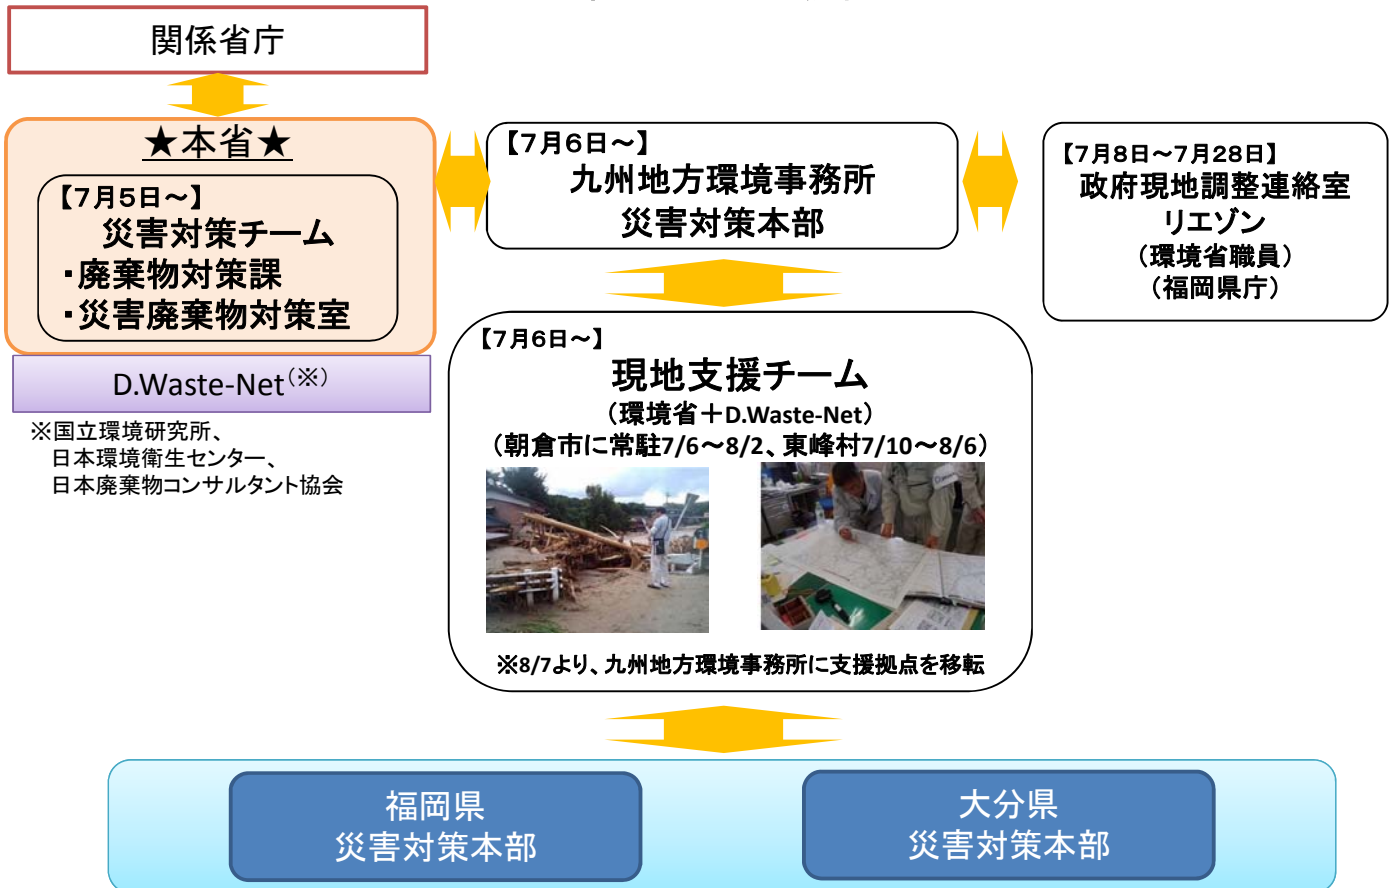 関係省庁
★本省★
【7月5日～】
災害対策チーム
・廃棄物対策課
・災害廃棄物対策室
D.Waste-Net(※)
※国立環境研究所、
日本環境衛生センター、
日本廃棄物コンサルタント協会
【7月6日～】
九州地方環境事務所
災害対策本部
【7月8日～7月28日】
政府現地調整連絡室
リエゾン
（環境省職員）
（福岡県庁）
【7月6日～】
現地支援チーム
（環境省＋D.Waste-Net）
（朝倉市に常駐7/6～8/2、東峰村7/10～8/6）
※8/7より、九州地方環境事務所に支援拠点を移転
福岡県
災害対策本部
大分県
災害対策本部